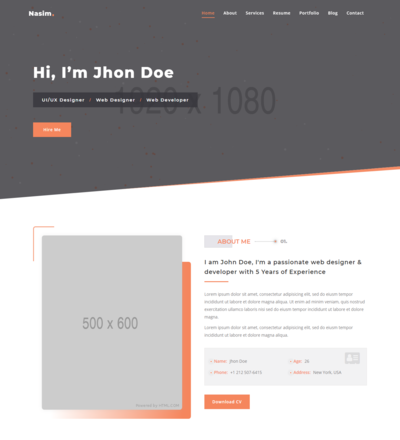 Nasim.
Home About Services Resume Portfolio Blog Contact
Hi, I'm Jhon Doe
1920 x 1080
UI/UX Designer Web Designer Web Developer
Hire Me
ABOUT ME 01.
I am John Doe, I'm a passionate web designer &
developer with 5 Years of Experience
Lorem ipsum dolor sit amet, consectetur adipiscing elit, sed do eiusm tempor
incididunt ut labore et dolore magna aliqua. Ut enim ad minim veniam, quis nostrud
exercitation ullamco laboris nisi sed do eiusm tempor incididunt ut labore et dolore
magna.
Lorem ipsum dolor sit amet, consectetur adipiscing elit, sed do eiusm tempor
incididunt ut labore et dolore magna aliqua.
500 x 600
Name: Jhon Doe Age: 26
Phone: +1 212 507 6415 Address: New York, USA
Download CV